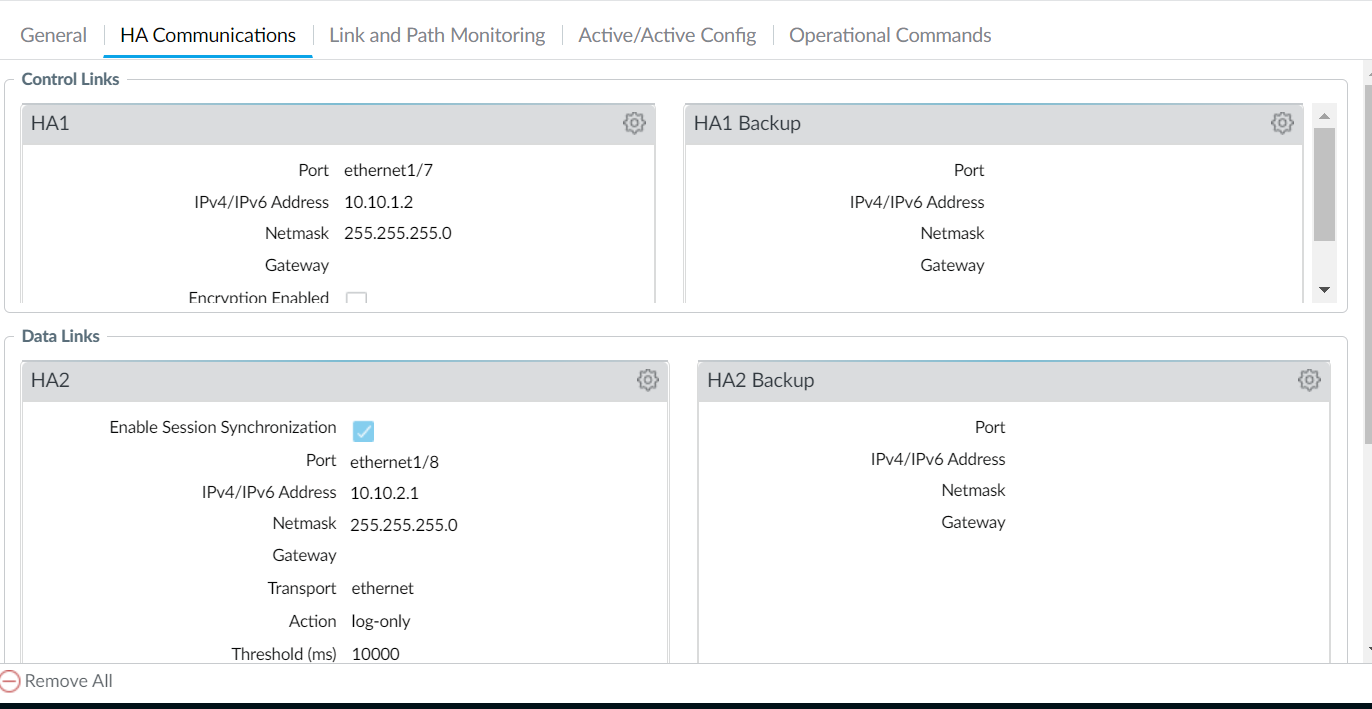 General HA Communications Link and Path Monitoring Active/Active Config Operational Commands
Control Links
HA1
Port ethernet1/7
IPv4/IPv6 Address 10.10.1.2
Netmask 255.255.255.0
Gateway
Encryption Enabled
HA1 Backup
Port
IPv4/IPv6 Address
Netmask
Gateway
Data Links
HA2
Enable Session Synchronization
Port ethernet1/8
IPv4/IPv6 Address 10.10.2.1
Netmask 255.255.255.0
Gateway
Transport ethernet
Action log-only
Threshold (ms) 10000
HA2 Backup
Port
IPv4/IPv6 Address
Netmask
Gateway
Remove All